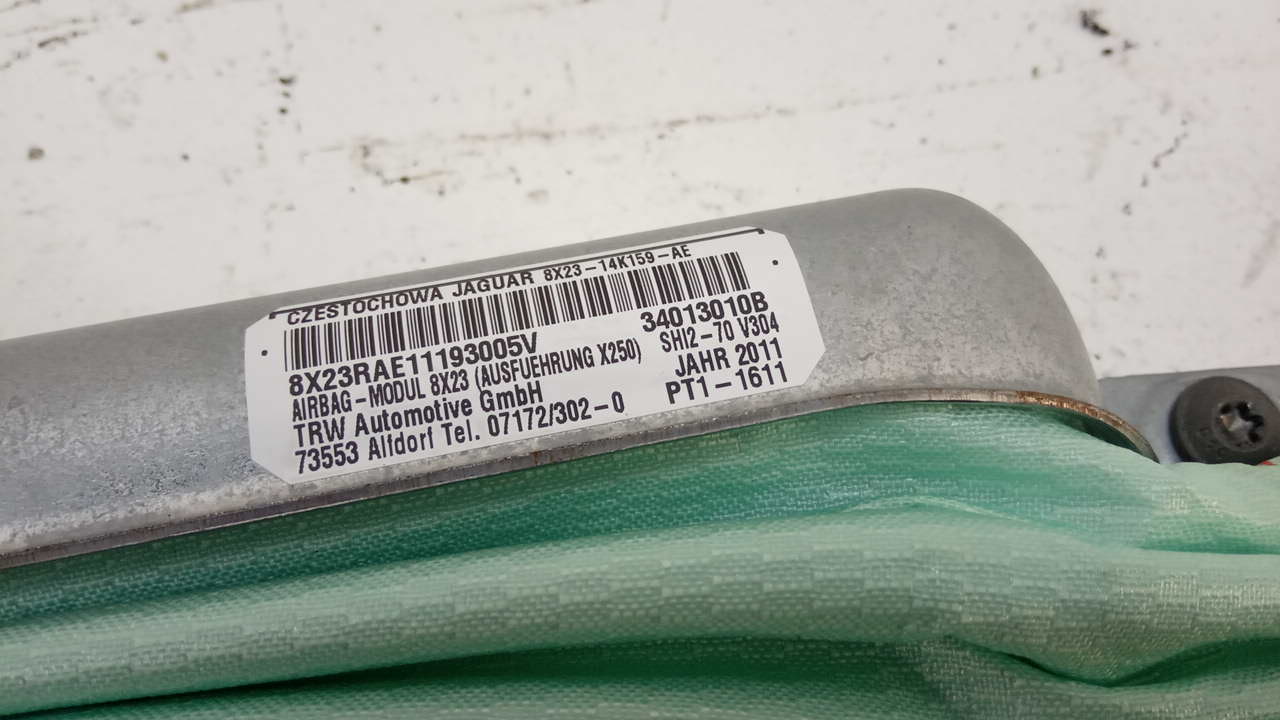 CZESTOCHOWA JAGUAR 8X23-14K159-AE
8X23RAE11193005V 34013010B
AIRBAG-MODUL 8X23 (AUSFUEHRUNG X250) SHI2-70 V304
TRW Automotive GmbH JAHR 2011
73553 Alfdorf Tel. 07172/302-0 PT1-1611